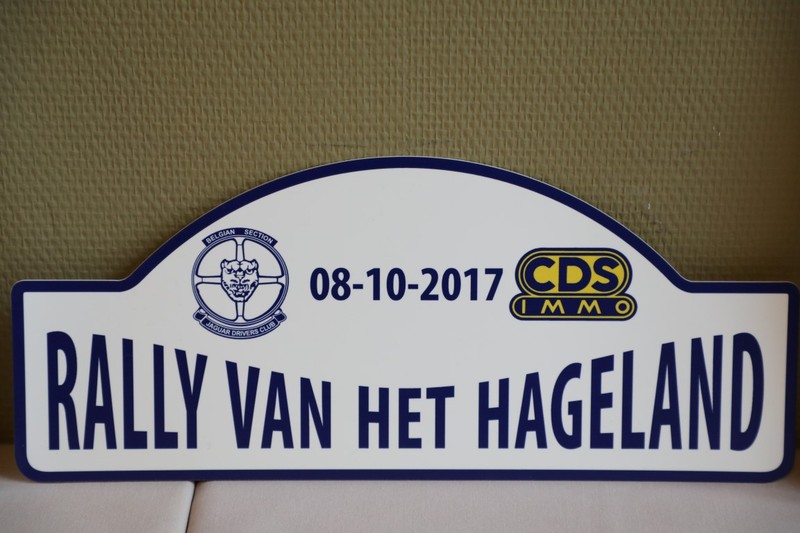 BELGIAN SECTION
JAGUAR DRIVERS CLUB
08-10-2017
CDS
IMMO
RALLY VAN HET HAGELAND